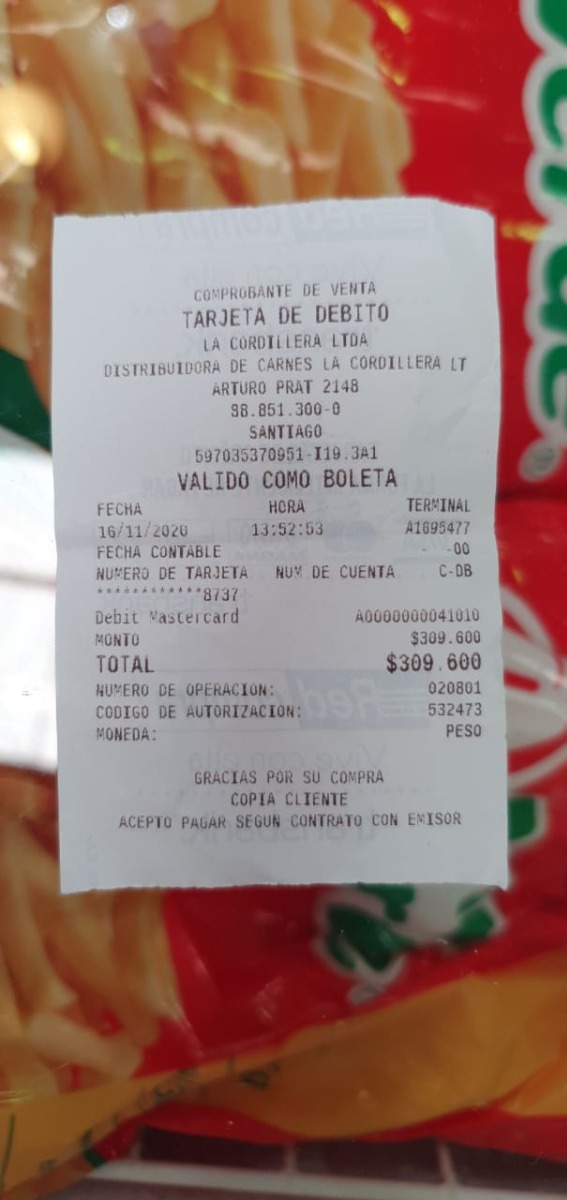 COMPROBANTE DE VENTA
TARJETA DE DEBITO
LA CORDILLERA LTDA
DISTRIBUIDORA DE CARNES LA CORDILLERA LT
ARTURO PRAT 2148
98.851.300-0
SANTIAGO
597035370951-I19.3A1
VALIDO COMO BOLETA
FECHA HORA TERMINAL
16/11/2020 13:52:53 A1695477
FECHA CONTABLE - -00
NUMERO DE TARJETA NUM DE CUENTA C-DB
************8737
Debit Mastercard A0000000041010
MONTO $309.600
TOTAL $309.600
NUMERO DE OPERACION: 020801
CODIGO DE AUTORIZACION: 532473
MONEDA: PESO
GRACIAS POR SU COMPRA
COPIA CLIENTE
ACEPTO PAGAR SEGUN CONTRATO CON EMISOR